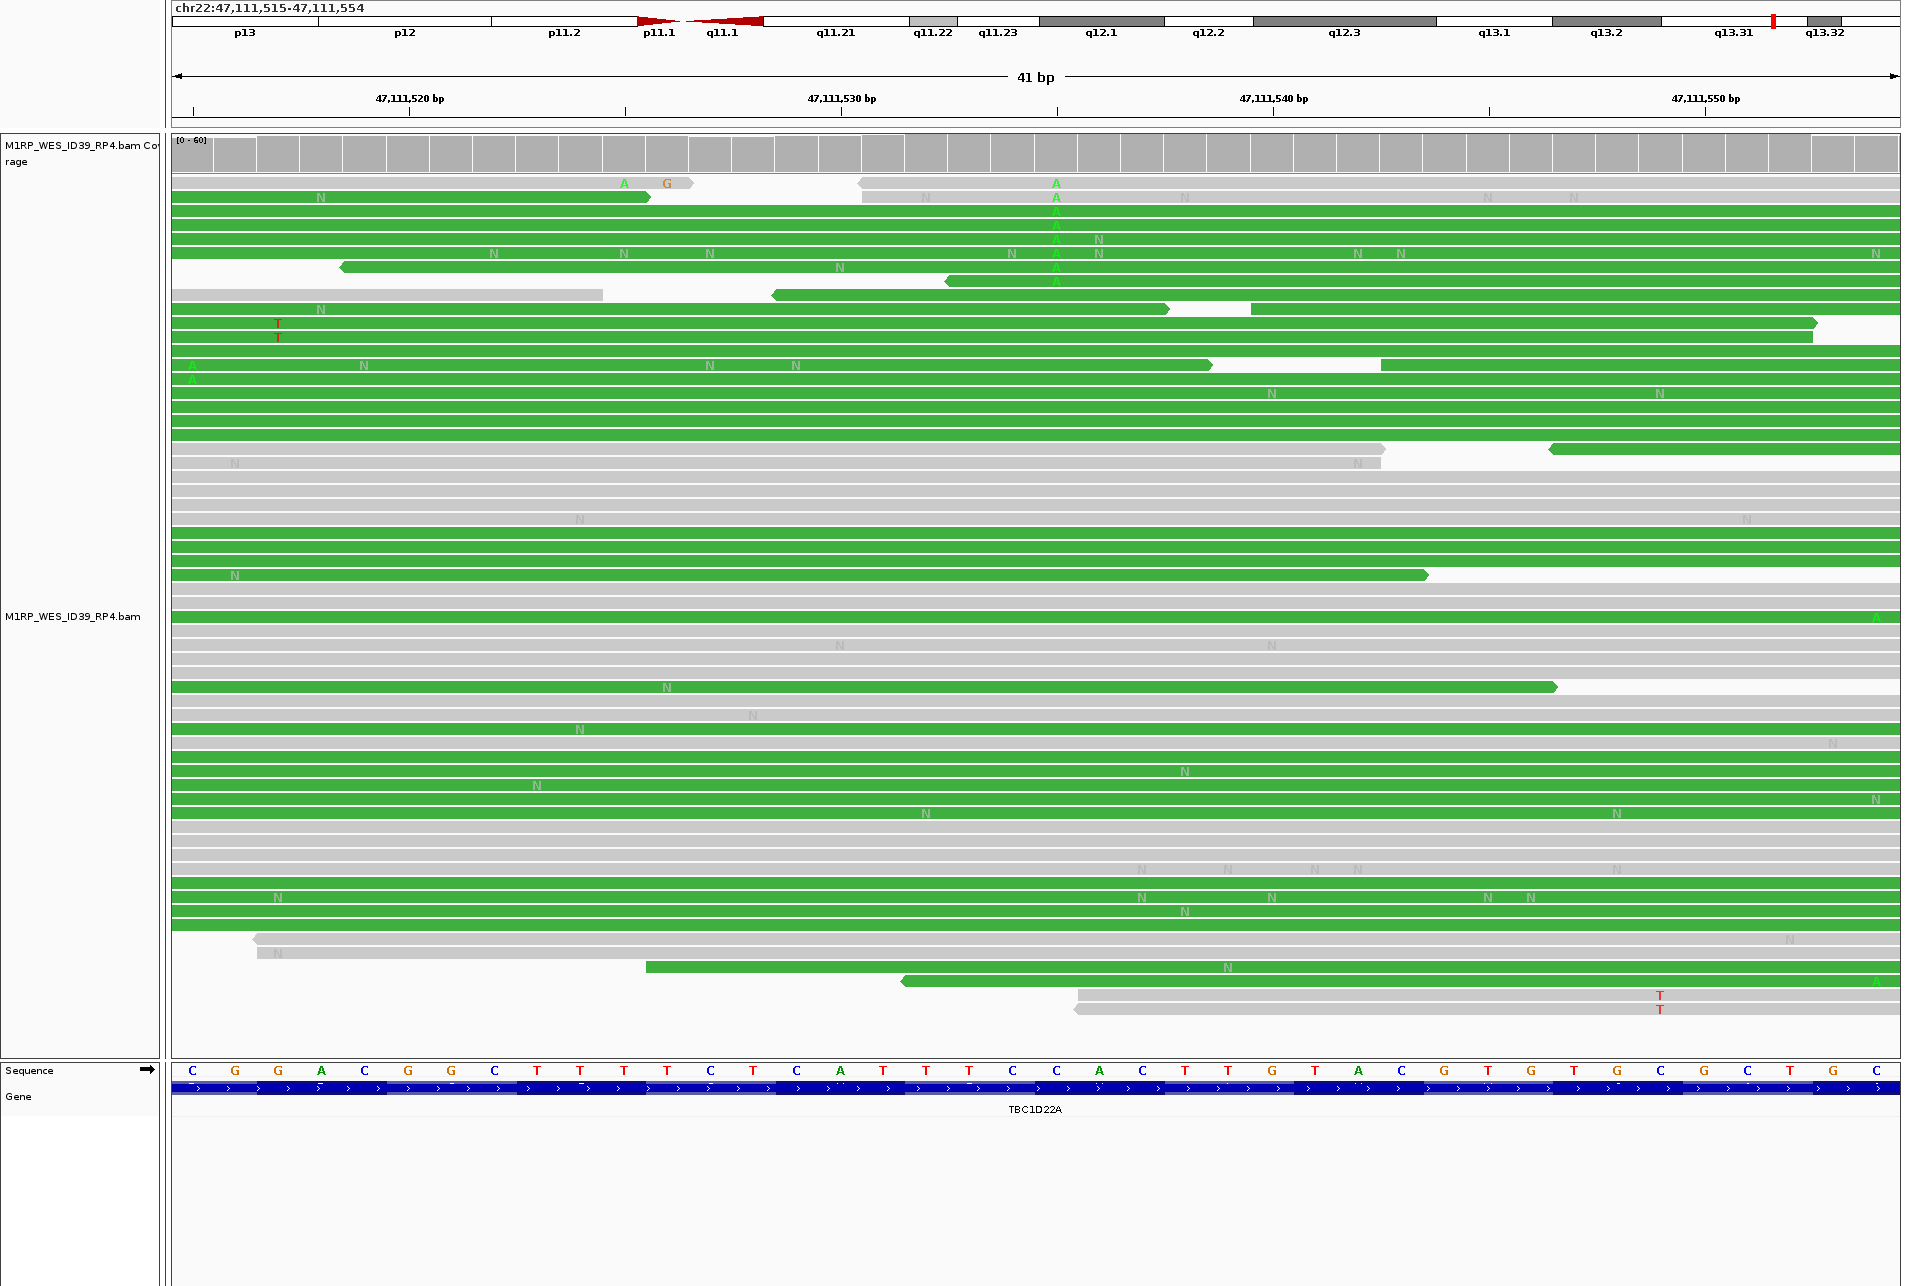 chr22:47,111,515-47,111,554
p13 p12 p11.2 p11.1 q11.1 q11.21 q11.22 q11.23 q12.1 q12.2 q12.3 q13.1 q13.2 q13.31 q13.32
41 bp
47,111,520 bp 47,111,530 bp 47,111,540 bp 47,111,550 bp
M1RP_WES_ID39_RP4.bam Co
rage
[0 - 60]
A G A
N N A N N N
A
A
A N
N N N N A N N N N
N A
A
N
T
T
A N N N
A
N N
N N
N N
N
M1RP_WES_ID39_RP4.bam
A
N N
N
N
N
N
N
N
N
N N
N N N N N
N N N N N
N
N
N
N
A
T
T
Sequence
C G G A C G G C T T T T C T C A T T T C C A C T T G T A C G T G T G C G C T G C
Gene
TBC1D22A